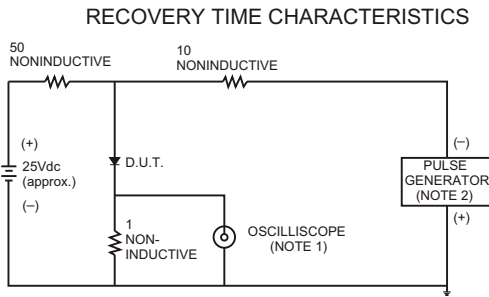 RECOVERY TIME CHARACTERISTICS
50
NONINDUCTIVE
10
NONINDUCTIVE
(+)
25Vdc
(approx.)
(–)
D.U.T.
1
NON-
INDUCTIVE
OSCILLISCOPE
(NOTE 1)
(–)
PULSE
GENERATOR
(NOTE 2)
(+)